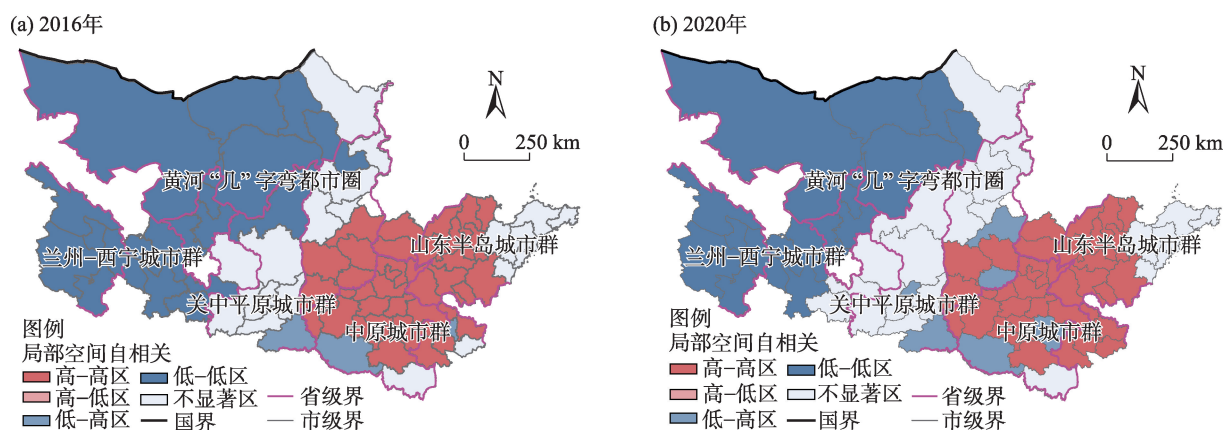 (a) 2016年
N
0 250 km
黄河“几”字弯都市圈
山东半岛城市群
兰州-西宁城市群
关中平原城市群
中原城市群
图例
局部空间自相关
高-高区 低-低区
高-低区 不显著区 省级界
低-高区 国界 市级界
(b) 2020年
N
0 250 km
黄河“几”字弯都市圈
山东半岛城市群
兰州-西宁城市群
关中平原城市群
中原城市群
图例
局部空间自相关
高-高区 低-低区
高-低区 不显著区 省级界
低-高区 国界 市级界